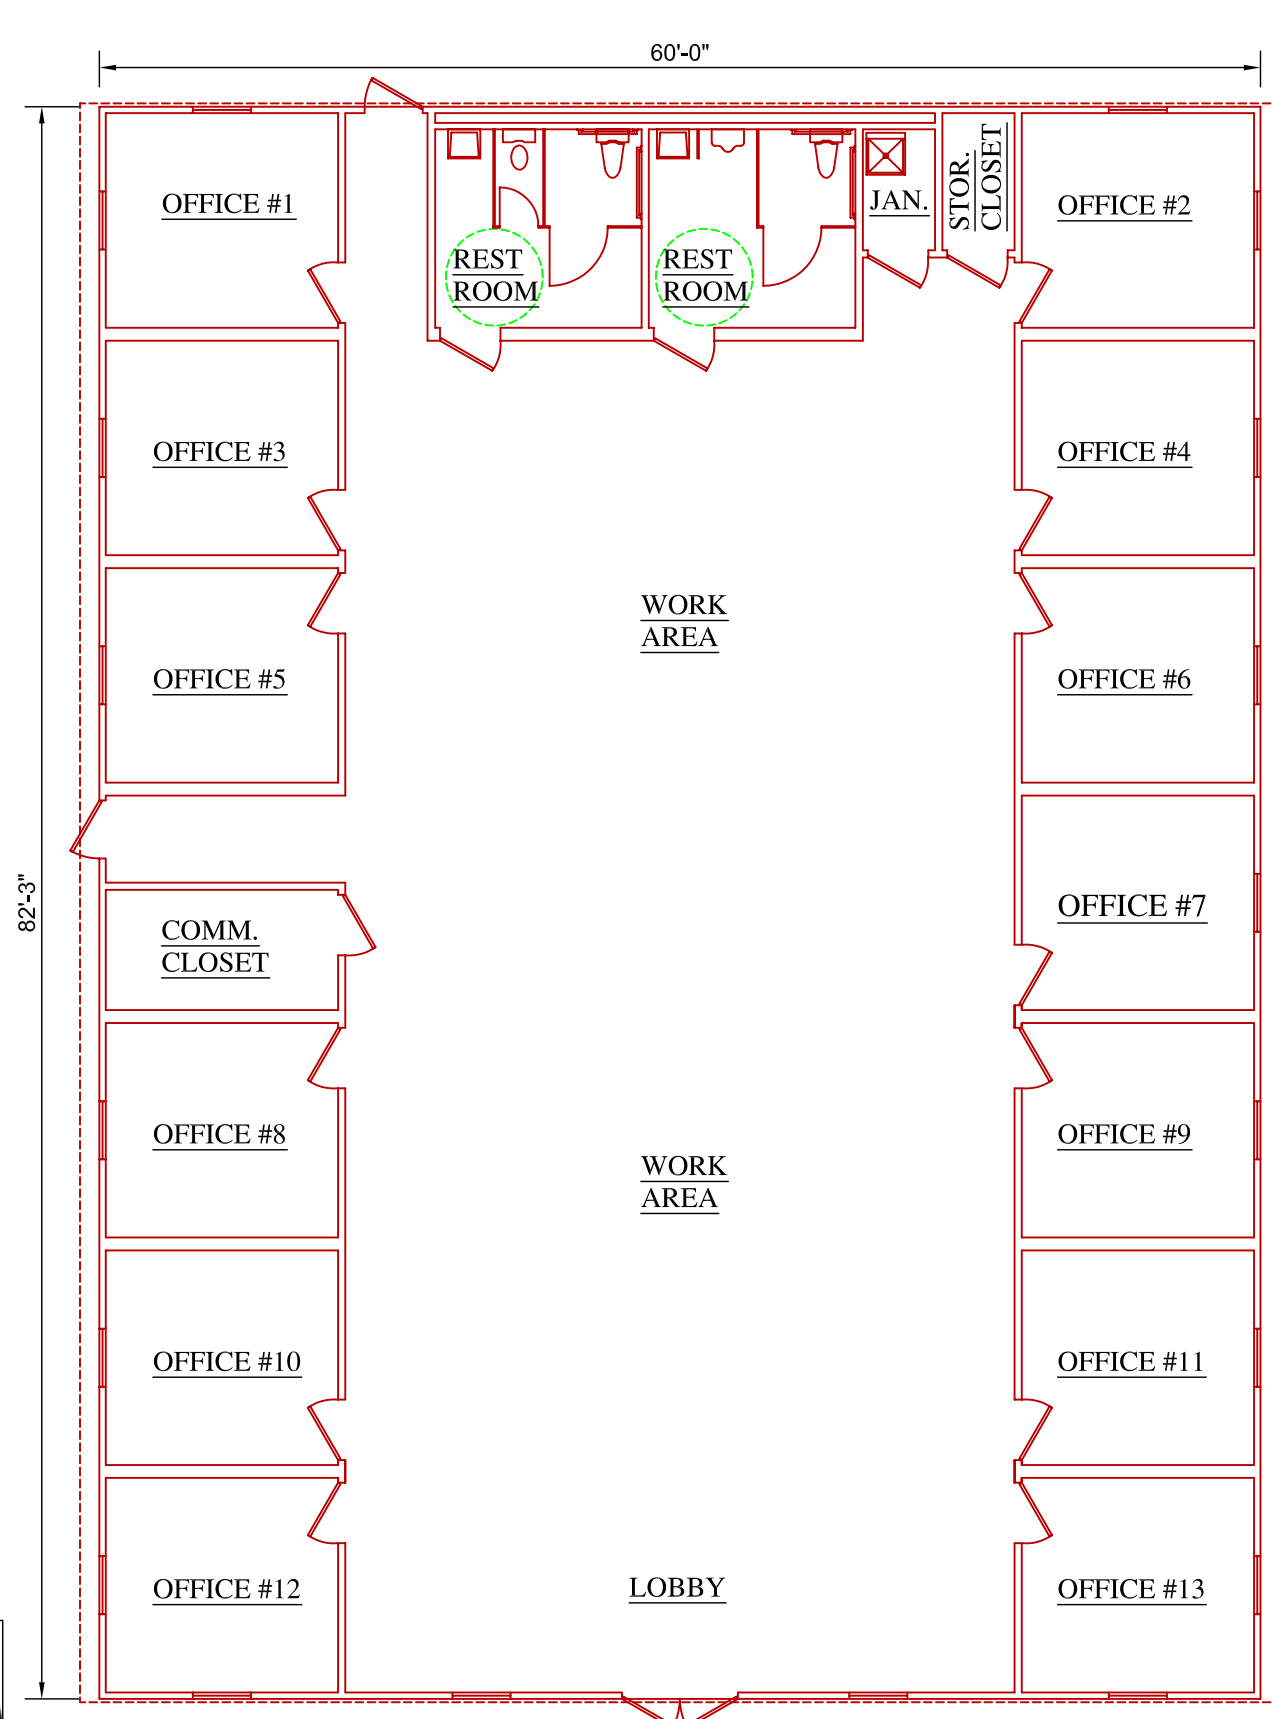 60'-0"
OFFICE #1
REST
ROOM
REST
ROOM
JAN.
STOR.
CLOSET
OFFICE #2
OFFICE #3
OFFICE #4
WORK
AREA
OFFICE #5
OFFICE #6
82'-3"
COMM.
CLOSET
OFFICE #7
OFFICE #8
OFFICE #9
WORK
AREA
OFFICE #10
OFFICE #11
OFFICE #12
LOBBY
OFFICE #13